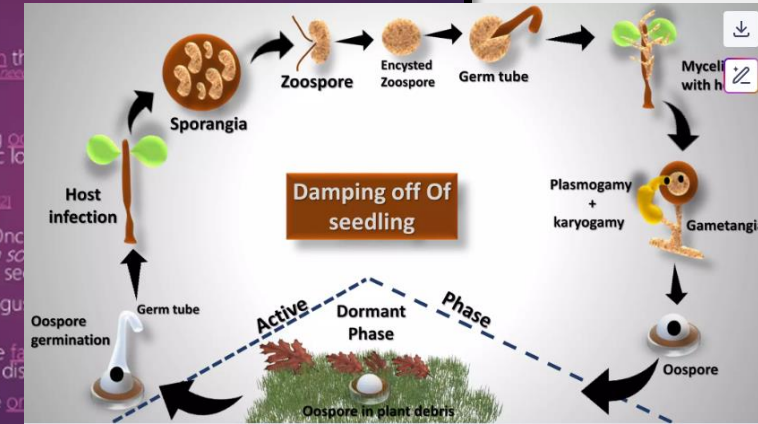 Zoospore
Encysted
Zoospore
Germ tube
with
Sporangia
Host
infection
Damping off Of
seedling
Plasmogamy
+
karyogamy
Germ tube
Oospore
germination
Active
Dormant
Phase
Phase
Oospore
Oospore in plant debris